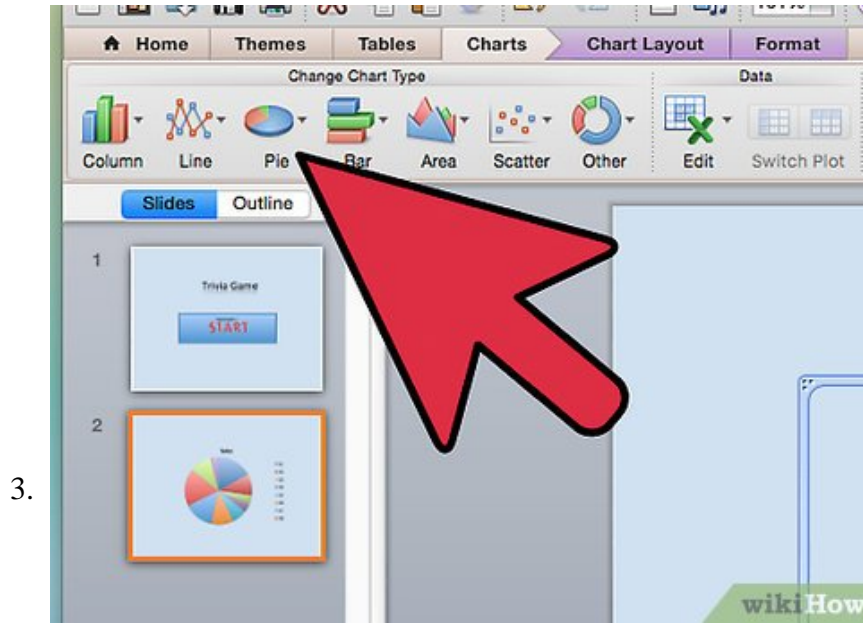 Home Themes Tables Charts Chart Layout Format
Change Chart Type Data
Column Line Pie Bar Area Scatter Other Edit Switch Plot
Slides Outline
1
Trivia Game
START
2
3.
wikiHow